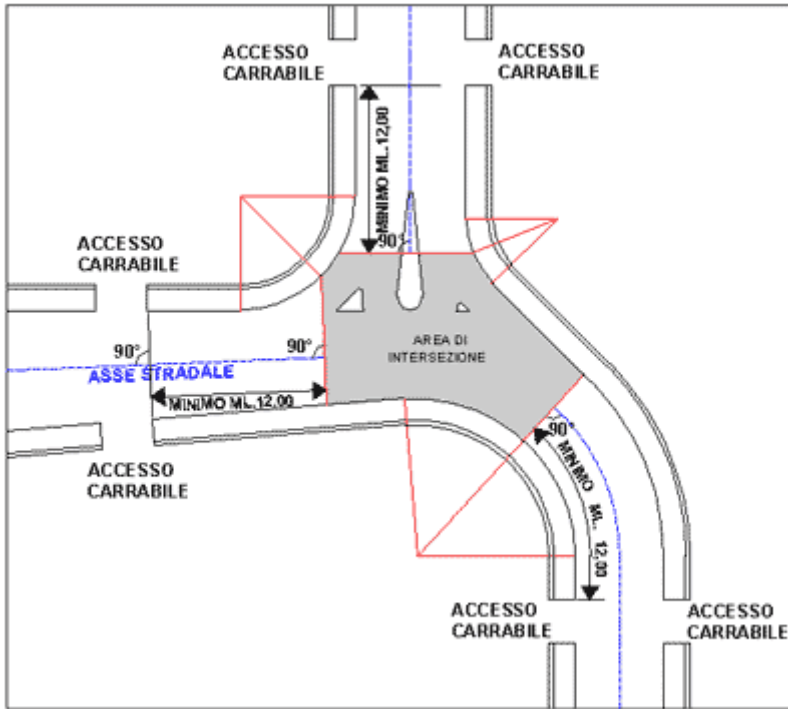 ACCESSO
CARRABILE
ACCESSO
CARRABILE
MINIMO ML.12,00
90°
ACCESSO
CARRABILE
AREA DI
INTERSEZIONE
90°
90°
ASSE STRADALE
MINIMO ML.12,00
90°
MINIMO ML. 12,00
ACCESSO
CARRABILE
ACCESSO
CARRABILE
ACCESSO
CARRABILE